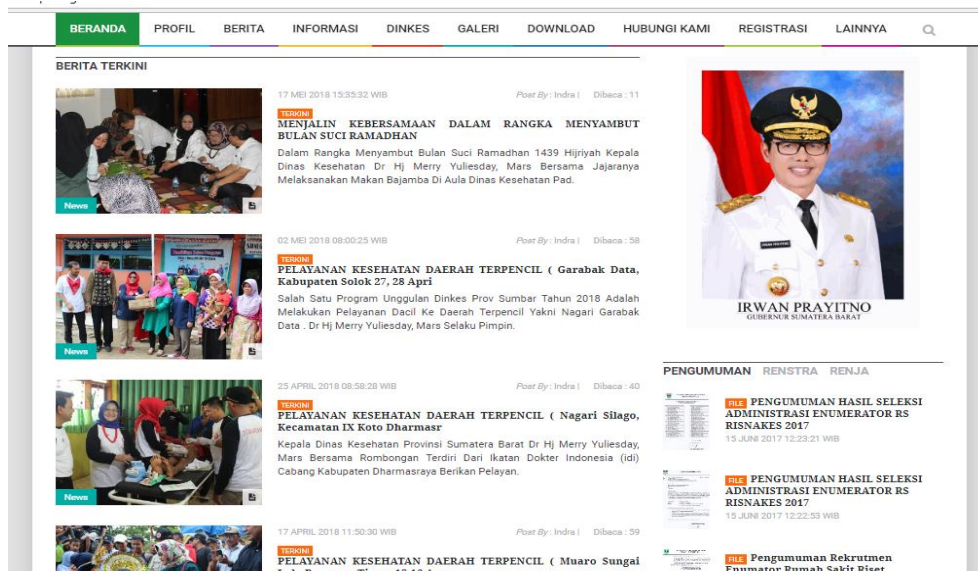 BERANDA PROFIL BERITA INFORMASI DINKES GALERI DOWNLOAD HUBUNGI KAMI REGISTRASI LAINNYA
BERITA TERKINI
17 MEI 2018 15:35:32 WIB Post By : Indra | Dibaca : 11
TERKINI
MENJALIN KEBERSAMAAN DALAM RANGKA MENYAMBUT
BULAN SUCI RAMADHAN
Dalam Rangka Menyambut Bulan Suci Ramadhan 1439 Hijriyah Kepala
Dinas Kesehatan Dr Hj Merry Yuliesday, Mars Bersama Jajaranya
Melaksanakan Makan Bajamba Di Aula Dinas Kesehatan Pad.
News
02 MEI 2018 08:00:25 WIB Post By : Indra | Dibaca : 58
TERKINI
PELAYANAN KESEHATAN DAERAH TERPENCIL ( Garabak Data,
Kabupaten Solok 27, 28 Apri
Salah Satu Program Unggulan Dinkes Prov Sumbar Tahun 2018 Adalah
Melakukan Pelayanan Dacil Ke Daerah Terpencil Yakni Nagari Garabak
Data . Dr Hj Merry Yuliesday, Mars Selaku Pimpin.
News
25 APRIL 2018 08:58:28 WIB Post By : Indra | Dibaca : 40
TERKINI
PELAYANAN KESEHATAN DAERAH TERPENCIL ( Nagari Silago,
Kecamatan IX Koto Dharmasr
Kepala Dinas Kesehatan Provinsi Sumatera Barat Dr Hj Merry Yuliesday,
Mars Bersama Rombongan Terdiri Dari Ikatan Dokter Indonesia (idi)
Cabang Kabupaten Dharmasraya Berikan Pelayan.
News
17 APRIL 2018 11:50:30 WIB Post By : Indra | Dibaca : 59
TERKINI
PELAYANAN KESEHATAN DAERAH TERPENCIL ( Muaro Sungai
IRWAN PRAYITNO
GUBERNUR SUMATERA BARAT
PENGUMUMAN RENSTRA RENJA
FILE PENGUMUMAN HASIL SELEKSI
ADMINISTRASI ENUMERATOR RS
RISNAKES 2017
15 JUNI 2017 12:23:21 WIB
FILE PENGUMUMAN HASIL SELEKSI
ADMINISTRASI ENUMERATOR RS
RISNAKES 2017
15 JUNI 2017 12:22:53 WIB
FILE Pengumuman Rekrutmen
Enumator Rumah Sakit Riset